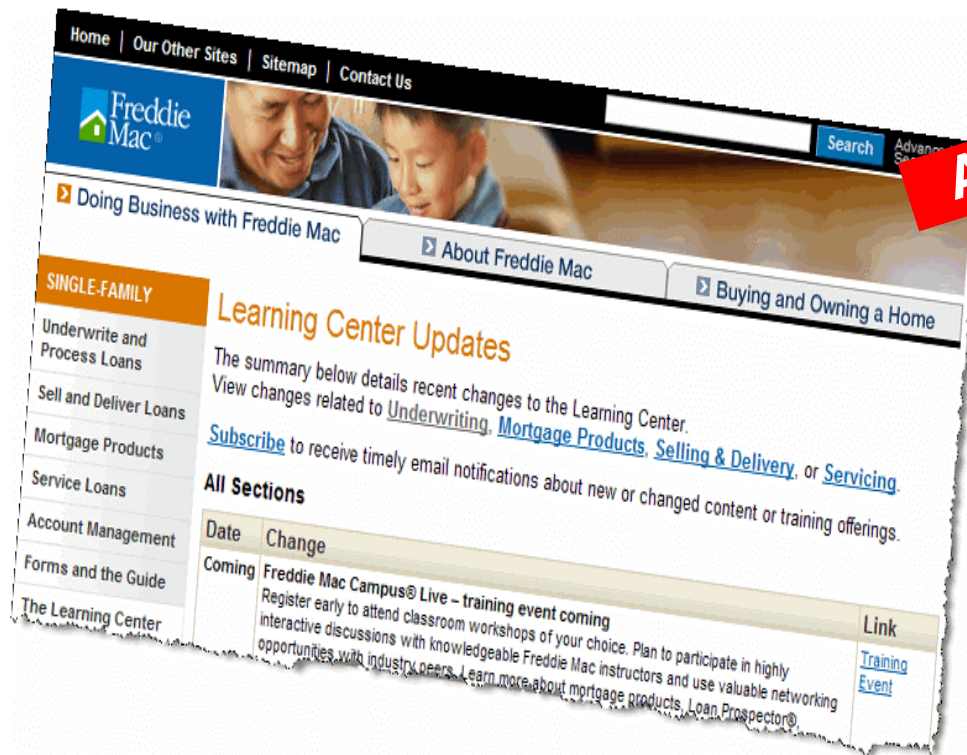 Home | Our Other Sites | Sitemap | Contact Us
Search
Freddie
Mac®
Doing Business with Freddie Mac
About Freddie Mac
Buying and Owning a Home
SINGLE-FAMILY
Underwrite and
Process Loans
Sell and Deliver Loans
Mortgage Products
Service Loans
Account Management
Forms and the Guide
The Learning Center
Learning Center Updates
The summary below details recent changes to the Learning Center.
View changes related to Underwriting, Mortgage Products, Selling & Delivery, or Servicing.
Subscribe to receive timely email notifications about new or changed content or training offerings.
All Sections
Date Change Link
Coming Freddie Mac Campus® Live – training event coming
Register early to attend classroom workshops of your choice. Plan to participate in highly
interactive discussions with knowledgeable Freddie Mac instructors and use valuable networking
opportunities with industry peers. Learn more about mortgage products, Loan Prospector®,
Training
Event